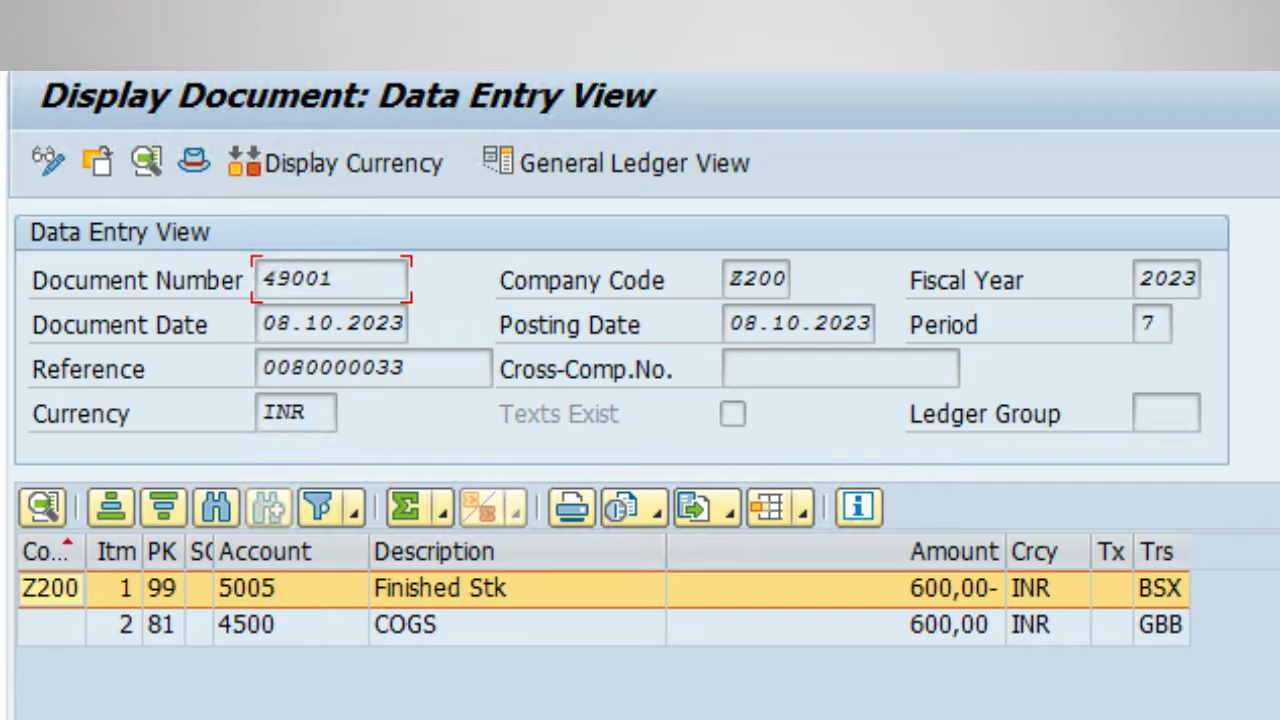 Display Document: Data Entry View
Display Currency General Ledger View
Data Entry View
Document Number 49001 Company Code Z200 Fiscal Year 2023
Document Date 08.10.2023 Posting Date 08.10.2023 Period 7
Reference 0080000033 Cross-Comp.No.
Currency INR Texts Exist Ledger Group
Co... Itm PK SG Account Description Amount Crcy Tx Trs
Z200 1 99 5005 Finished Stk 600,00- INR BSX
2 81 4500 COGS 600,00 INR GBB